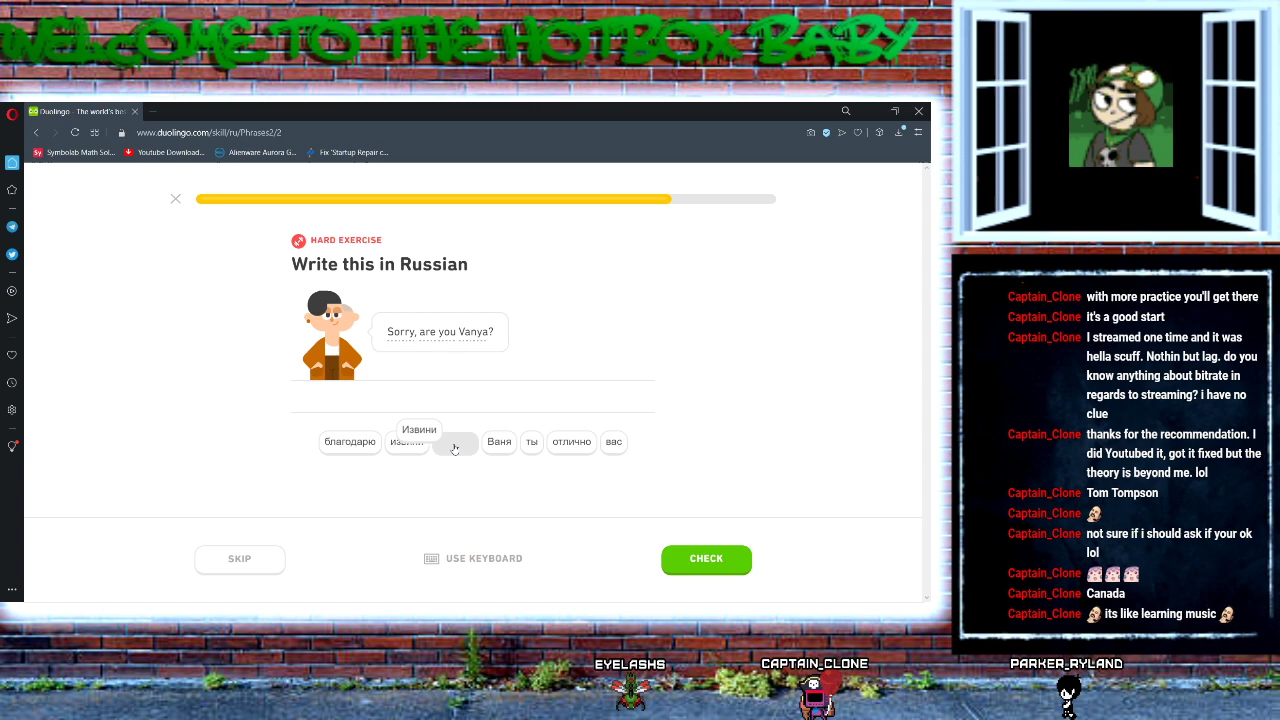 WELCOME TO THE HOTBOX BABY
Duolingo - The world's be
www.duolingo.com/skill/ru/Phrases2/2
Sy Symbolab Math Sol...
Youtube Download...
Alienware Aurora G...
Fix 'Startup Repair c...
HARD EXERCISE
Write this in Russian
Sorry, are you Vanya?
Извини
благодарю
извини
Ваня
ты
отлично
вас
SKIP
USE KEYBOARD
CHECK
Captain_Clone with more practice you'll get there
Captain_Clone it's a good start
Captain_Clone I streamed one time and it was
hella scuff. Nothin but lag. do you
know anything about bitrate in
regards to streaming? i have no
clue
Captain_Clone thanks for the recommendation. I
did Youtubed it, got it fixed but the
theory is beyond me. lol
Captain_Clone Tom Tompson
Captain_Clone
Captain_Clone not sure if i should ask if your ok
lol
Captain_Clone
Captain_Clone Canada
Captain_Clone its like learning music
EYELASHS
CAPTAIN_CLONE
PARKER_RYLAND